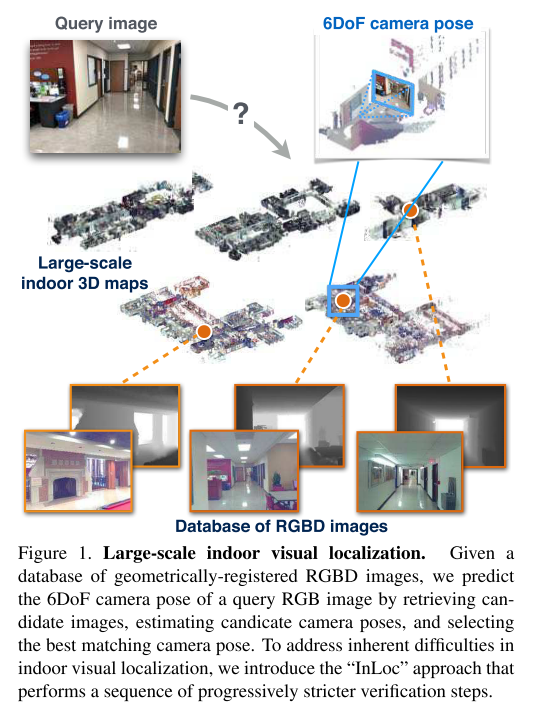 Query image
6DoF camera pose
?
Large-scale
indoor 3D maps
Database of RGBD images
Figure 1. Large-scale indoor visual localization. Given a
database of geometrically-registered RGBD images, we predict
the 6DoF camera pose of a query RGB image by retrieving can-
didate images, estimating candicate camera poses, and selecting
the best matching camera pose. To address inherent difficulties in
indoor visual localization, we introduce the “InLoc” approach that
performs a sequence of progressively stricter verification steps.